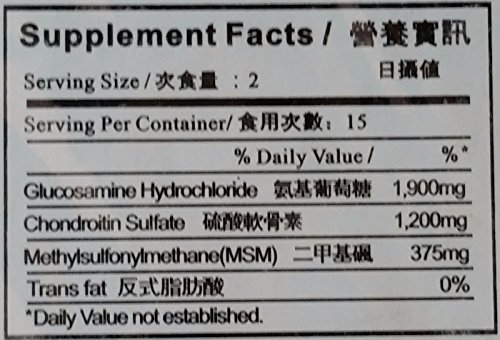 Supplement Facts / 營養實訊
Serving Size / 次食量 : 2 日攝值
Serving Per Container/ 食用次數：15
% Daily Value / %*
Glucosamine Hydrochloride 氨基葡萄糖 1,900mg
Chondroitin Sulfate 硫酸軟骨素 1,200mg
Methylsulfonylmethane(MSM) 二甲基碸 375mg
Trans fat 反式脂肪酸 0%
*Daily Value not established.